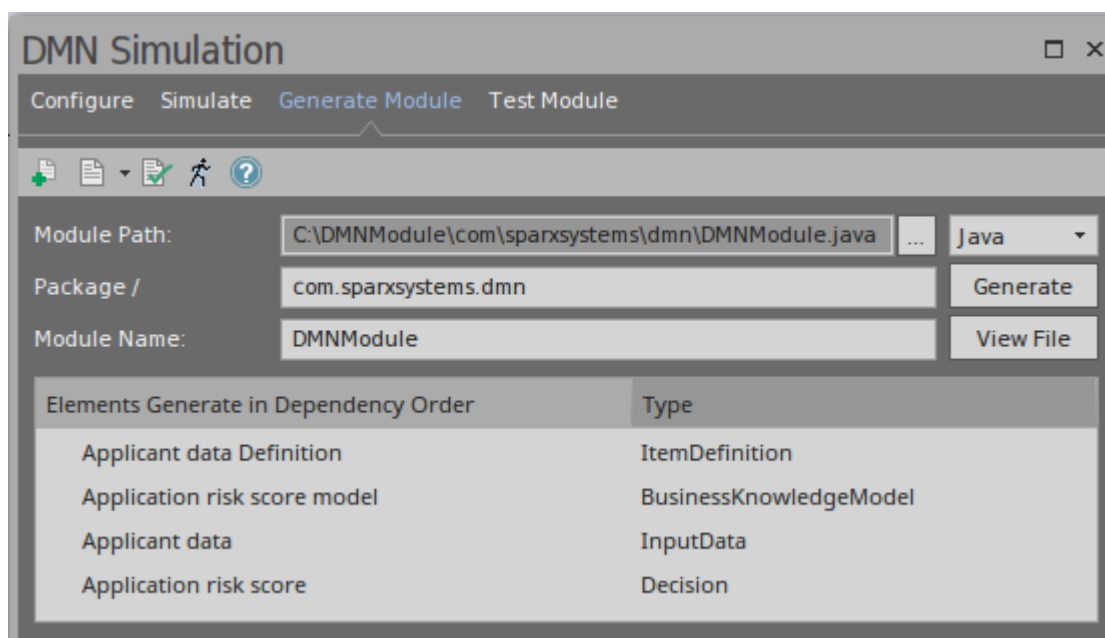 DMN Simulation
Configure Simulate Generate Module Test Module
Module Path: C:\DMNModule\com\sparxsystems\dmn\DMNModule.java ... Java
Package / com.sparxsystems.dmn Generate
Module Name: DMNModule View File
Elements Generate in Dependency Order Type
Applicant data Definition ItemDefinition
Application risk score model BusinessKnowledgeModel
Applicant data InputData
Application risk score Decision